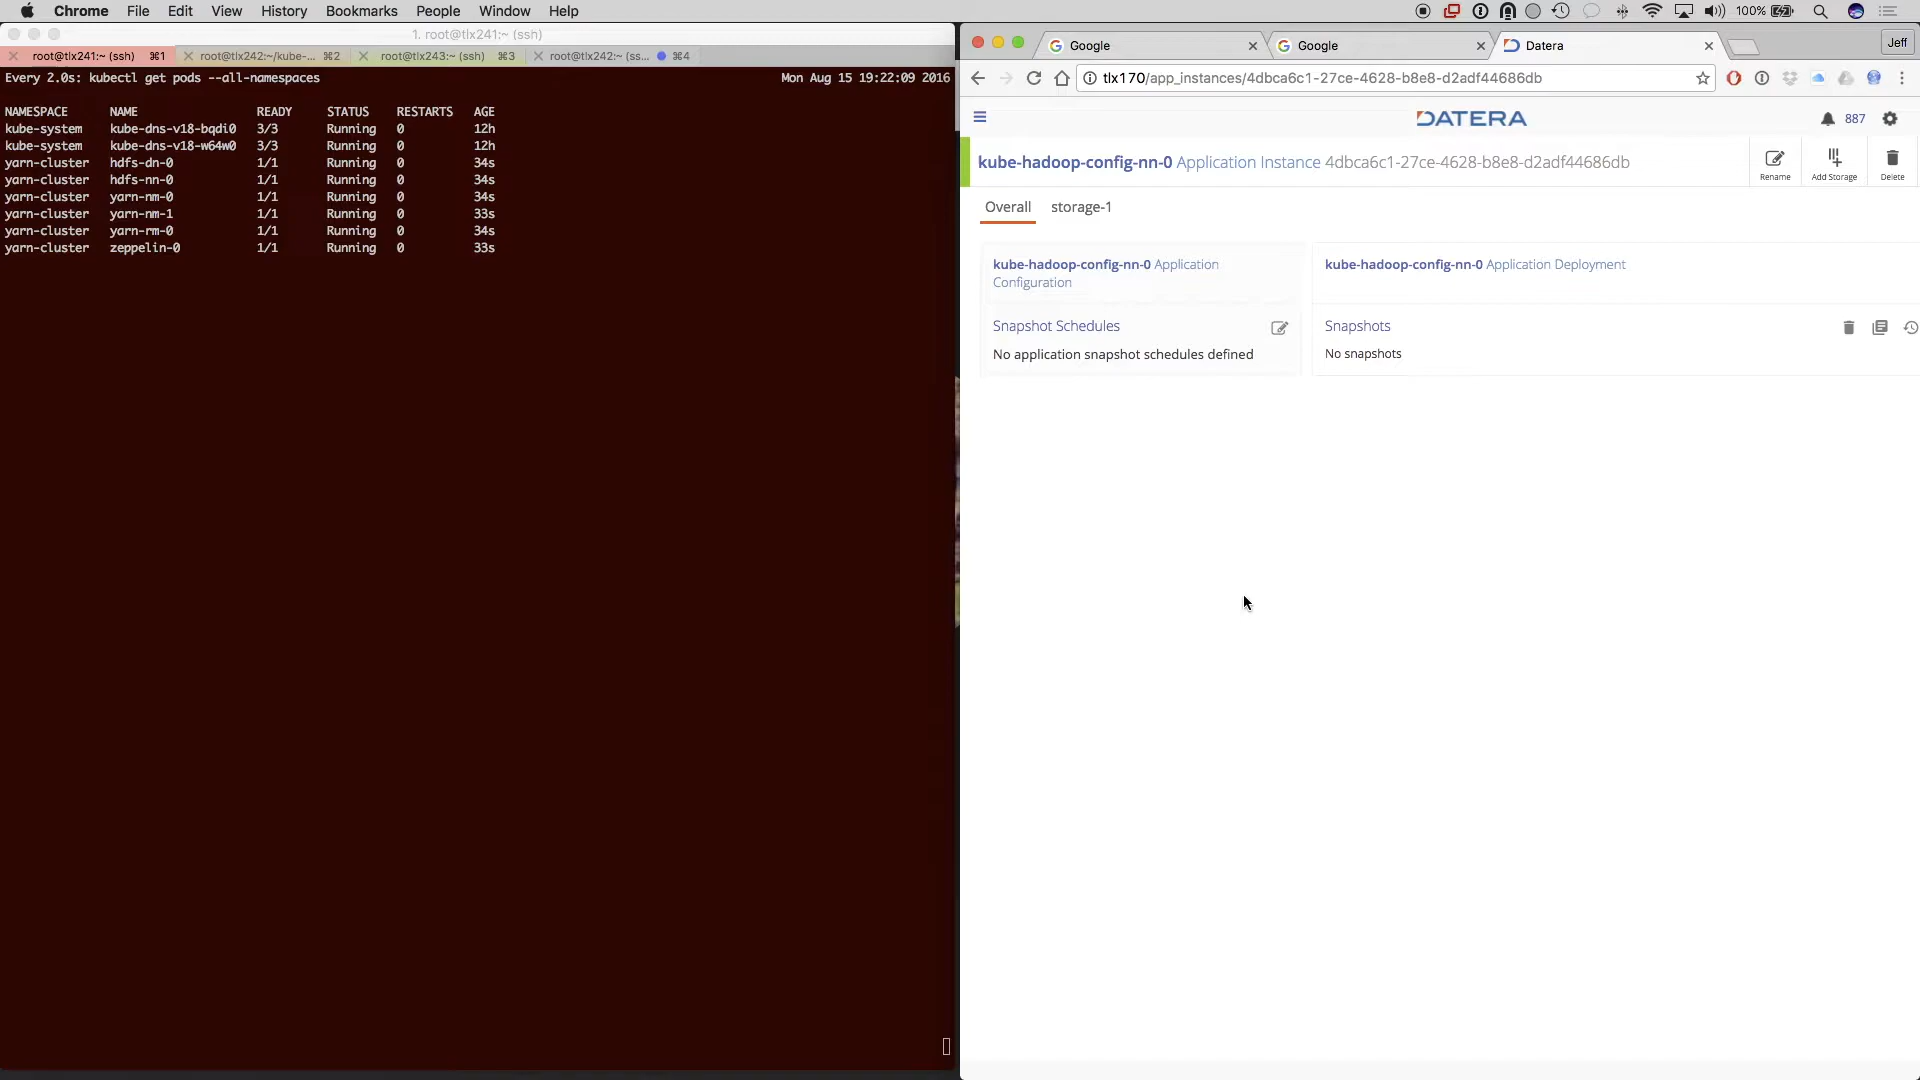 Chrome File Edit View History Bookmarks People Window Help 100%
1. root@tlx241:~ (ssh)
root@tlx241:~ (ssh) ⌘1 root@tlx242:~/kube-... ⌘2 root@tlx243:~ (ssh) ⌘3 root@tlx242:~ (ss... ⌘4
Every 2.0s: kubectl get pods --all-namespaces Mon Aug 15 19:22:09 2016
NAMESPACE NAME READY STATUS RESTARTS AGE
kube-system kube-dns-v18-bqdi0 3/3 Running 0 12h
kube-system kube-dns-v18-w64w0 3/3 Running 0 12h
yarn-cluster hdfs-dn-0 1/1 Running 0 34s
yarn-cluster hdfs-nn-0 1/1 Running 0 34s
yarn-cluster yarn-nm-0 1/1 Running 0 34s
yarn-cluster yarn-nm-1 1/1 Running 0 33s
yarn-cluster yarn-rm-0 1/1 Running 0 34s
yarn-cluster zeppelin-0 1/1 Running 0 33s
Google Google Datera Jeff
tlx170/app_instances/4dbca6c1-27ce-4628-b8e8-d2adf44686db
DATERA 887
kube-hadoop-config-nn-0 Application Instance 4dbca6c1-27ce-4628-b8e8-d2adf44686db
Rename Add Storage Delete
Overall storage-1
kube-hadoop-config-nn-0 Application
Configuration
Snapshot Schedules
No application snapshot schedules defined
kube-hadoop-config-nn-0 Application Deployment
Snapshots
No snapshots